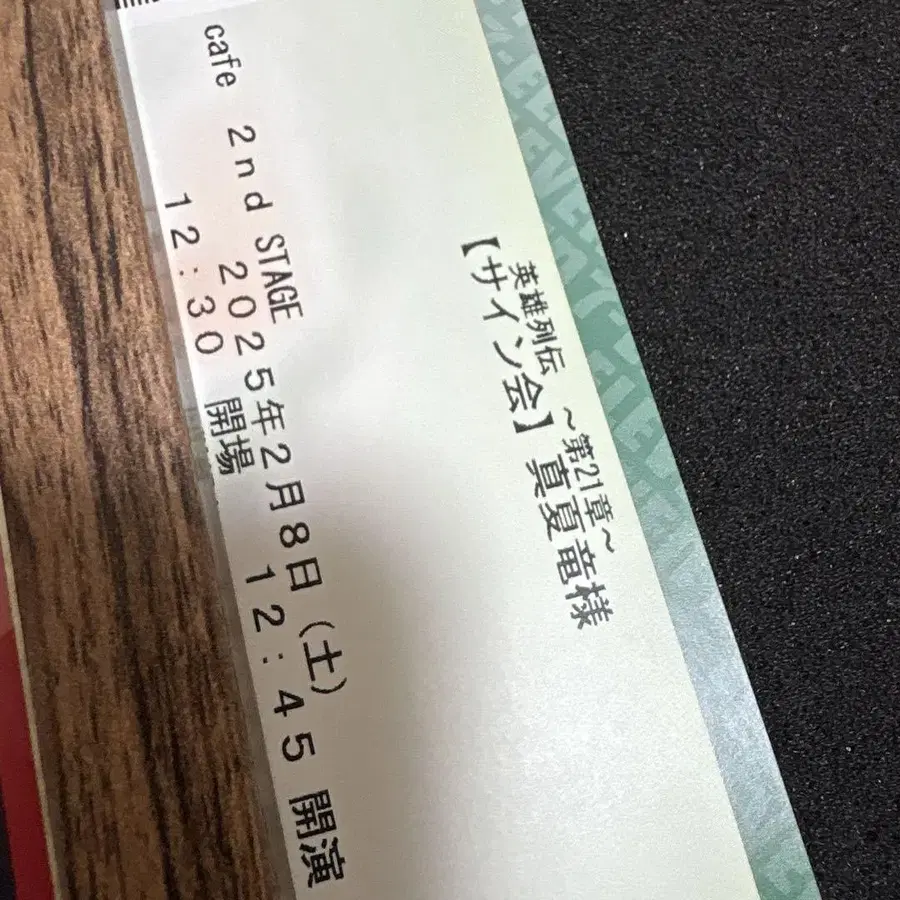 英雄列伝 ~第21章~
【サイン会】真夏竜様
cafe 2nd STAGE
2025年2月8日(土)
12:30 開場 12:45 開演